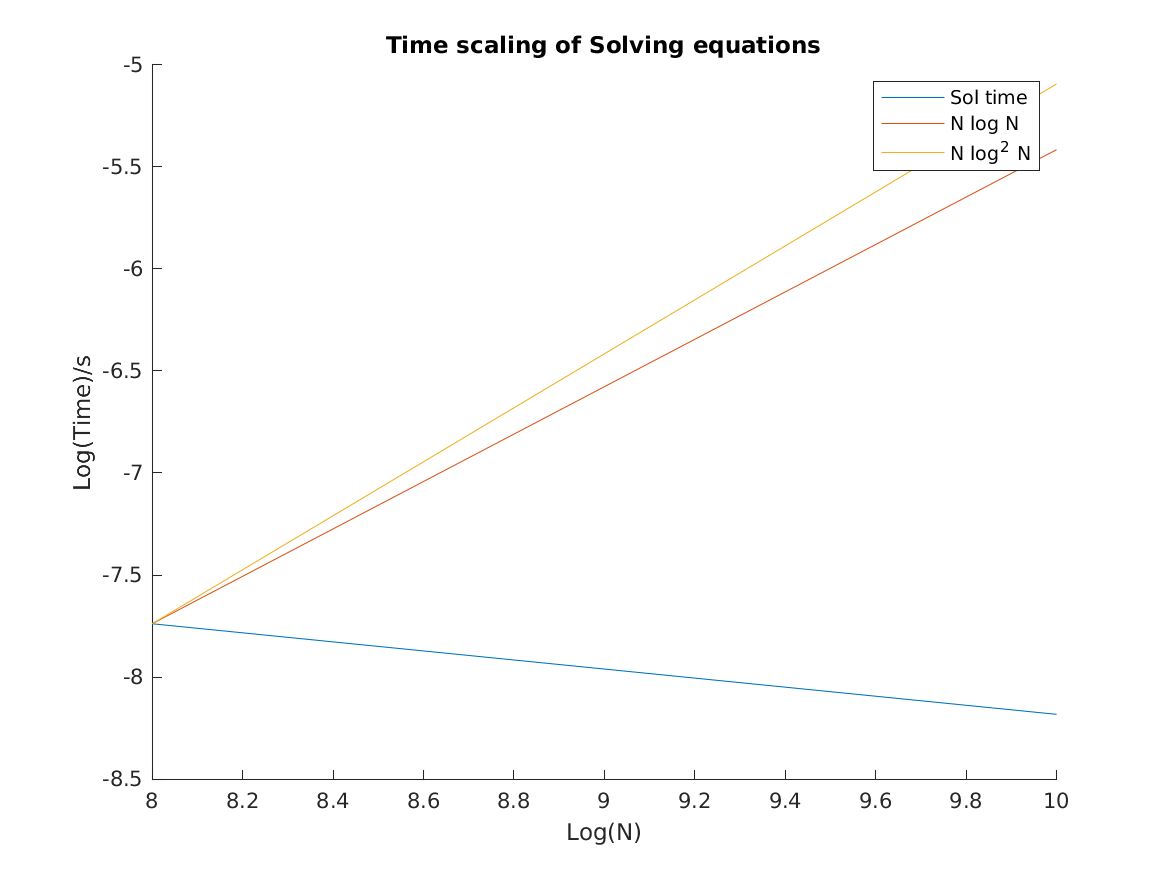 Time scaling of Solving equations
-5
-5.5
-6
-6.5
-7
-7.5
-8
-8.5
Log(Time)/s
Sol time
N log N
N log² N
8 8.2 8.4 8.6 8.8 9 9.2 9.4 9.6 9.8 10
Log(N)